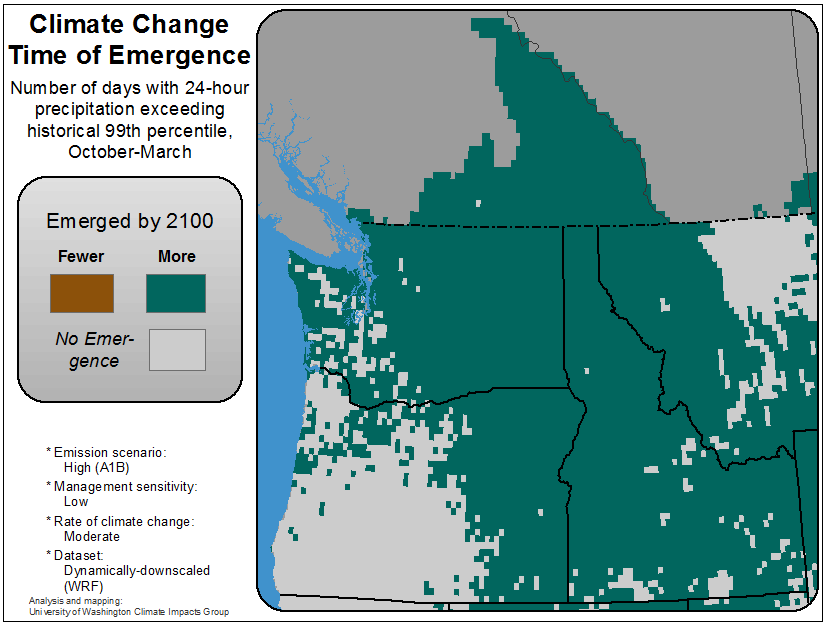 Climate Change
Time of Emergence
Number of days with 24-hour
precipitation exceeding
historical 99th percentile,
October-March
Emerged by 2100
Fewer More
No Emer-
gence
* Emission scenario:
High (A1B)
* Management sensitivity:
Low
* Rate of climate change:
Moderate
* Dataset:
Dynamically-downscaled
(WRF)
Analysis and mapping:
University of Washington Climate Impacts Group